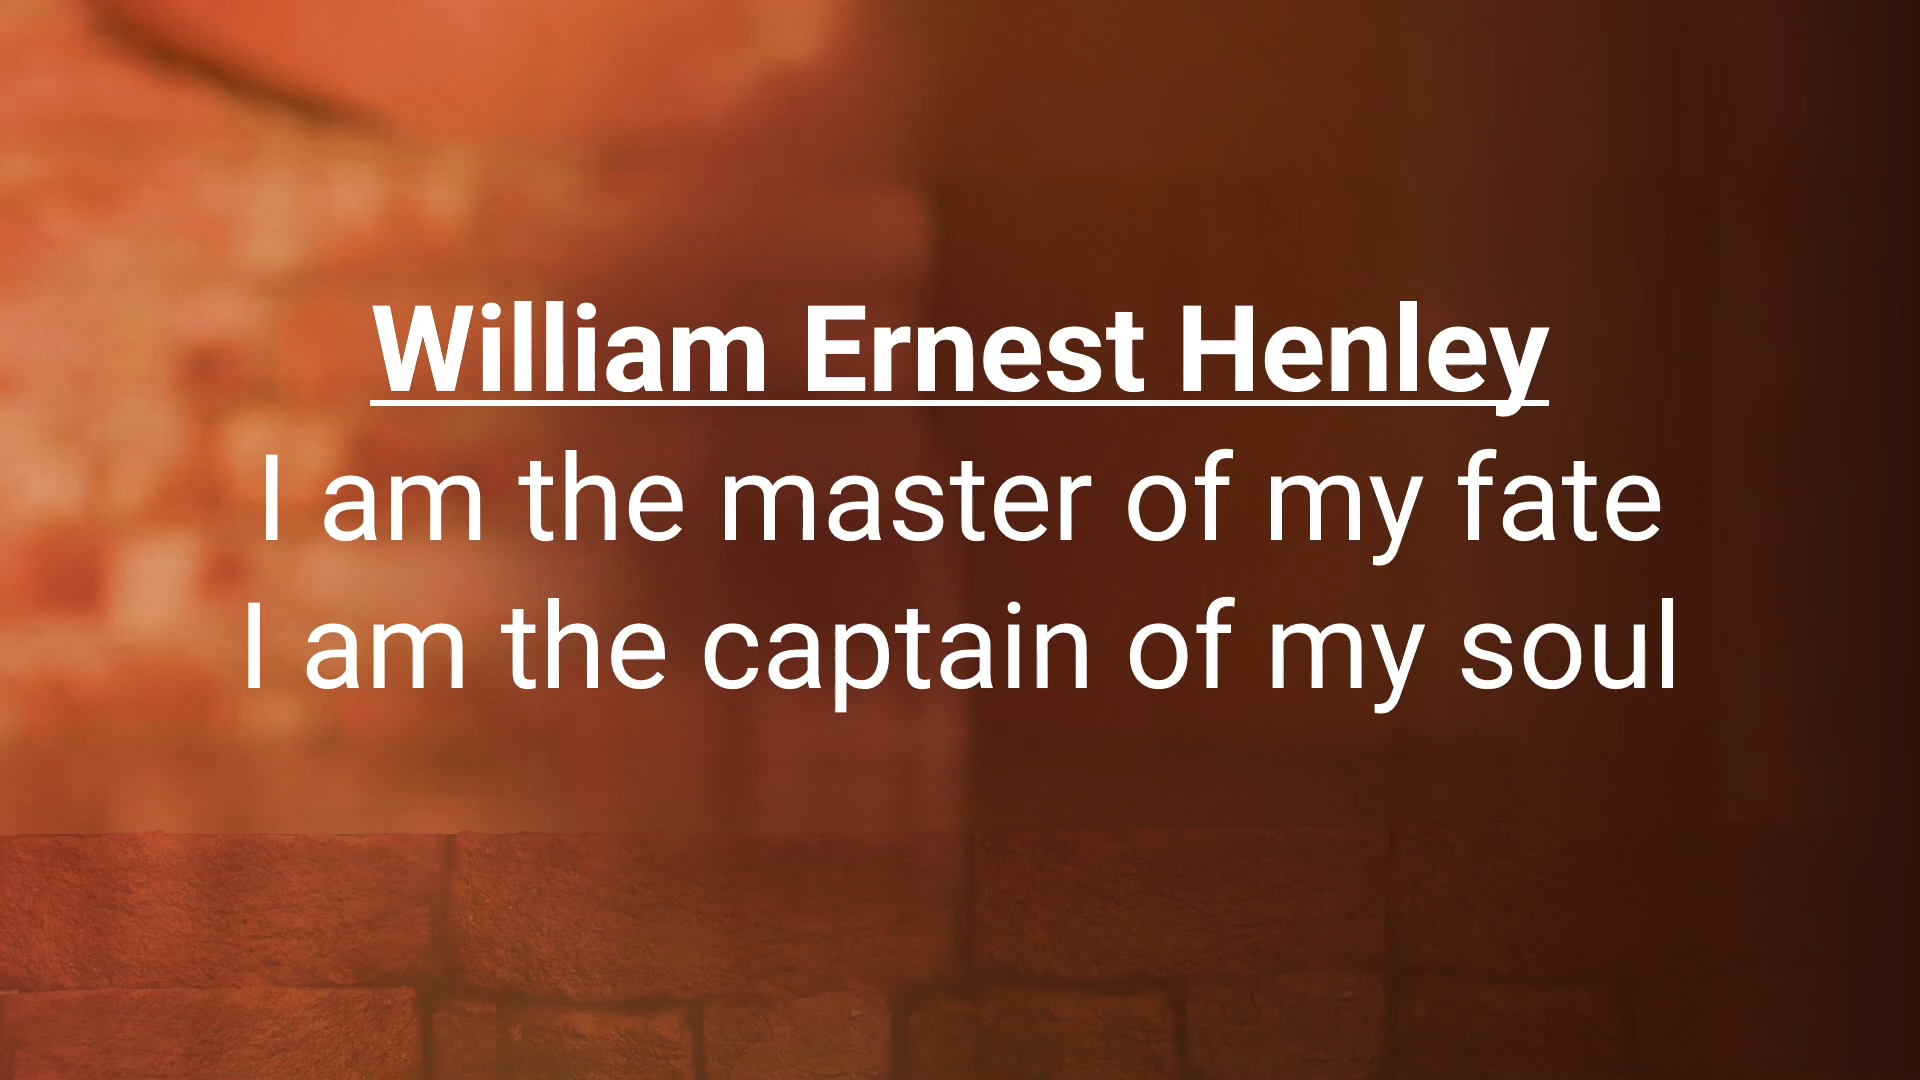 William Ernest Henley
I am the master of my fate
I am the captain of my soul